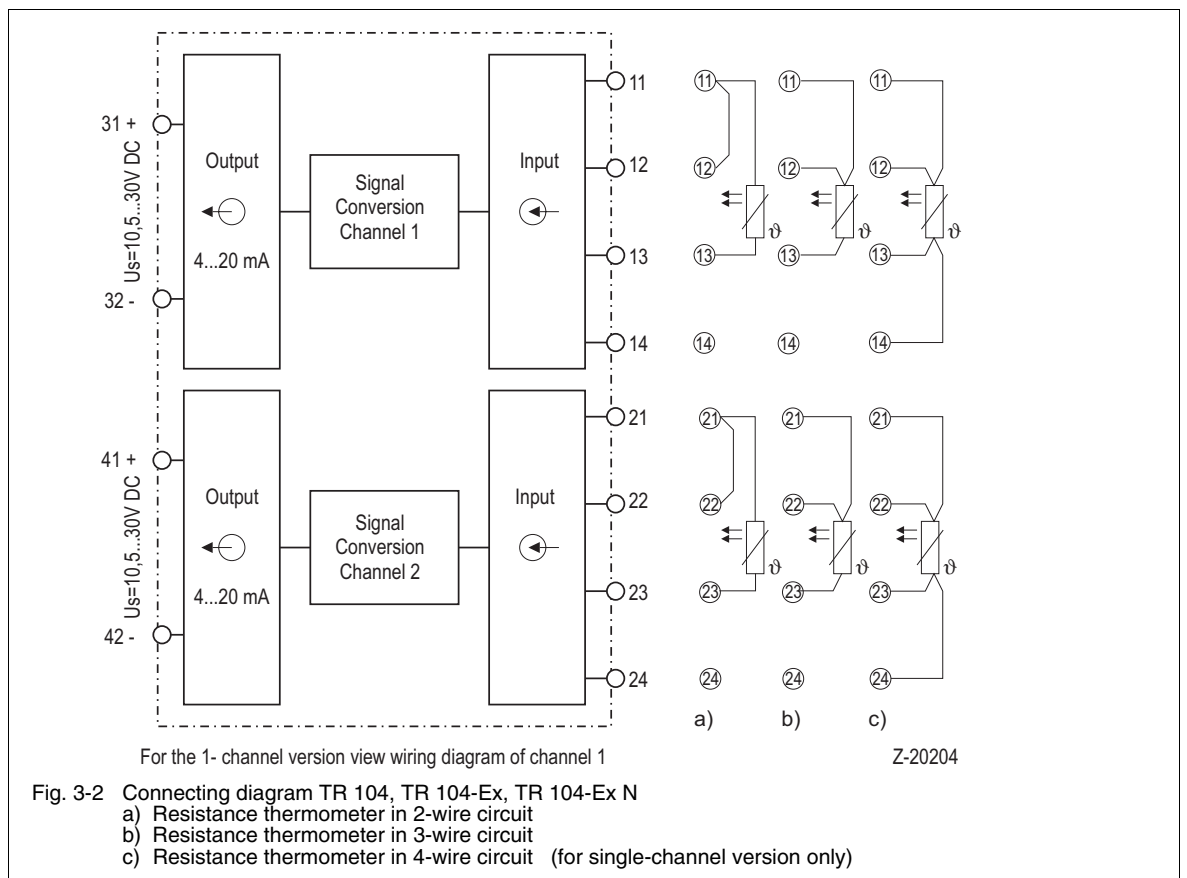 31 +
Us=10,5...30V DC
32 -
Output
4...20 mA
Signal
Conversion
Channel 1
Input
11
12
13
14
11
12
13
14
ϑ
11
12
13
14
ϑ
11
12
13
14
ϑ
41 +
Us=10,5...30V DC
42 -
Output
4...20 mA
Signal
Conversion
Channel 2
Input
21
22
23
24
21
22
23
24
ϑ
21
22
23
24
ϑ
21
22
23
24
ϑ
a) b) c)
For the 1- channel version view wiring diagram of channel 1
Z-20204
Fig. 3-2 Connecting diagram TR 104, TR 104-Ex, TR 104-Ex N
a) Resistance thermometer in 2-wire circuit
b) Resistance thermometer in 3-wire circuit
c) Resistance thermometer in 4-wire circuit (for single-channel version only)